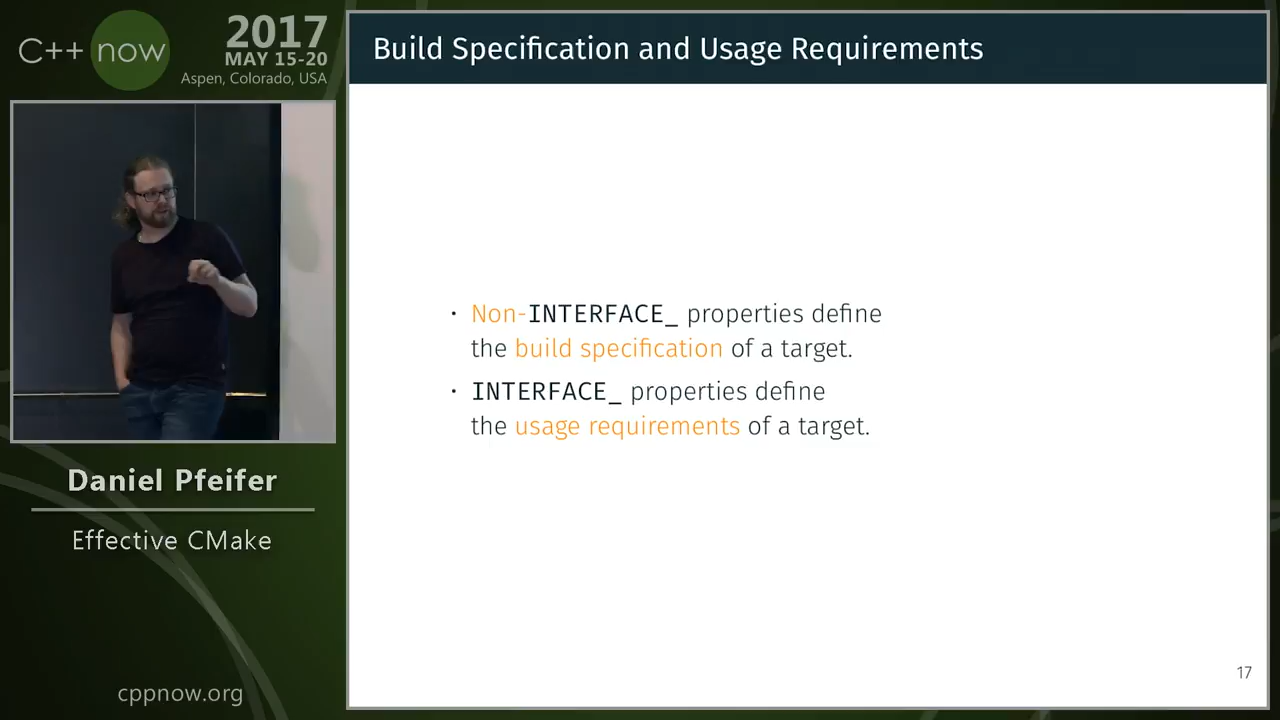 C++ now
2017
MAY 15-20
Aspen, Colorado, USA
Daniel Pfeifer
Effective CMake
cppnow.org
Build Specification and Usage Requirements
· Non-INTERFACE_ properties define
the build specification of a target.
· INTERFACE_ properties define
the usage requirements of a target.
17